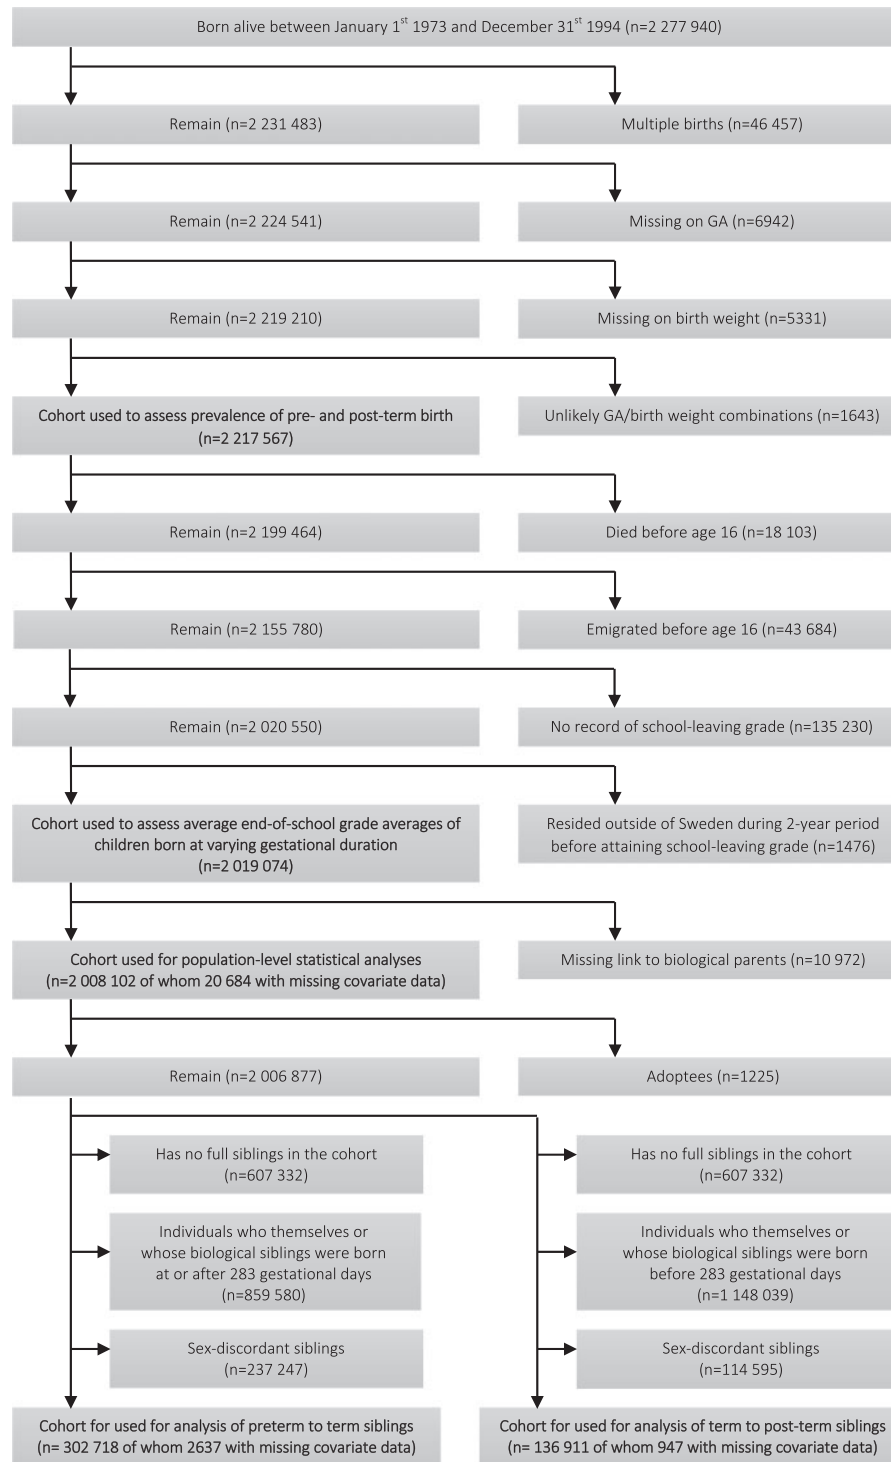 Born alive between January 1st 1973 and December 31st 1994 (n=2 277 940)
Remain (n=2 231 483)
Multiple births (n=46 457)
Remain (n=2 224 541)
Missing on GA (n=6942)
Remain (n=2 219 210)
Missing on birth weight (n=5331)
Cohort used to assess prevalence of pre- and post-term birth
(n=2 217 567)
Unlikely GA/birth weight combinations (n=1643)
Remain (n=2 199 464)
Died before age 16 (n=18 103)
Remain (n=2 155 780)
Emigrated before age 16 (n=43 684)
Remain (n=2 020 550)
No record of school-leaving grade (n=135 230)
Cohort used to assess average end-of-school grade averages of
children born at varying gestational duration
(n=2 019 074)
Resided outside of Sweden during 2-year period
before attaining school-leaving grade (n=1476)
Cohort used for population-level statistical analyses
(n=2 008 102 of whom 20 684 with missing covariate data)
Missing link to biological parents (n=10 972)
Remain (n=2 006 877)
Adoptees (n=1225)
Has no full siblings in the cohort
(n=607 332)
Individuals who themselves or
whose biological siblings were born
at or after 283 gestational days
(n=859 580)
Sex-discordant siblings
(n=237 247)
Cohort for used for analysis of preterm to term siblings
(n= 302 718 of whom 2637 with missing covariate data)
Has no full siblings in the cohort
(n=607 332)
Individuals who themselves or
whose biological siblings were born
before 283 gestational days
(n=1 148 039)
Sex-discordant siblings
(n=114 595)
Cohort for used for analysis of term to post-term siblings
(n= 136 911 of whom 947 with missing covariate data)